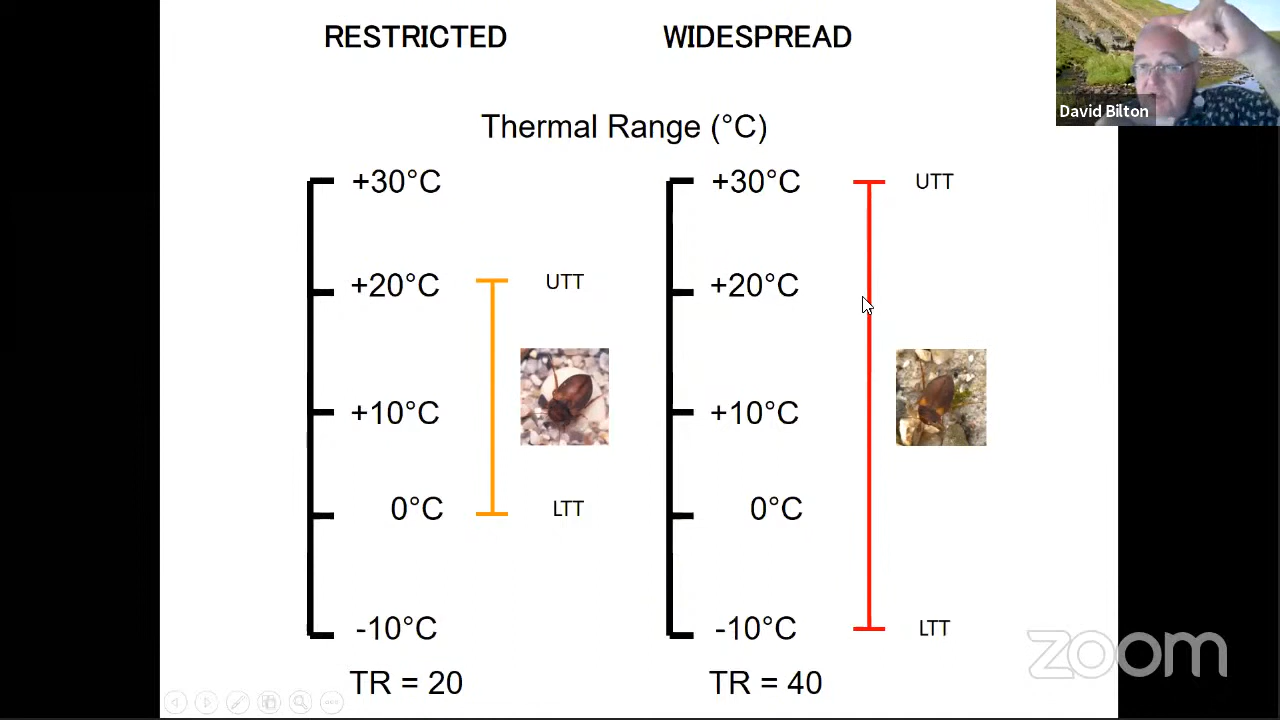 RESTRICTED
WIDESPREAD
David Bilton
Thermal Range (°C)
+30°C
+20°C
+10°C
0°C
-10°C
UTT
LTT
TR = 20
+30°C
+20°C
+10°C
0°C
-10°C
UTT
LTT
TR = 40
zoom